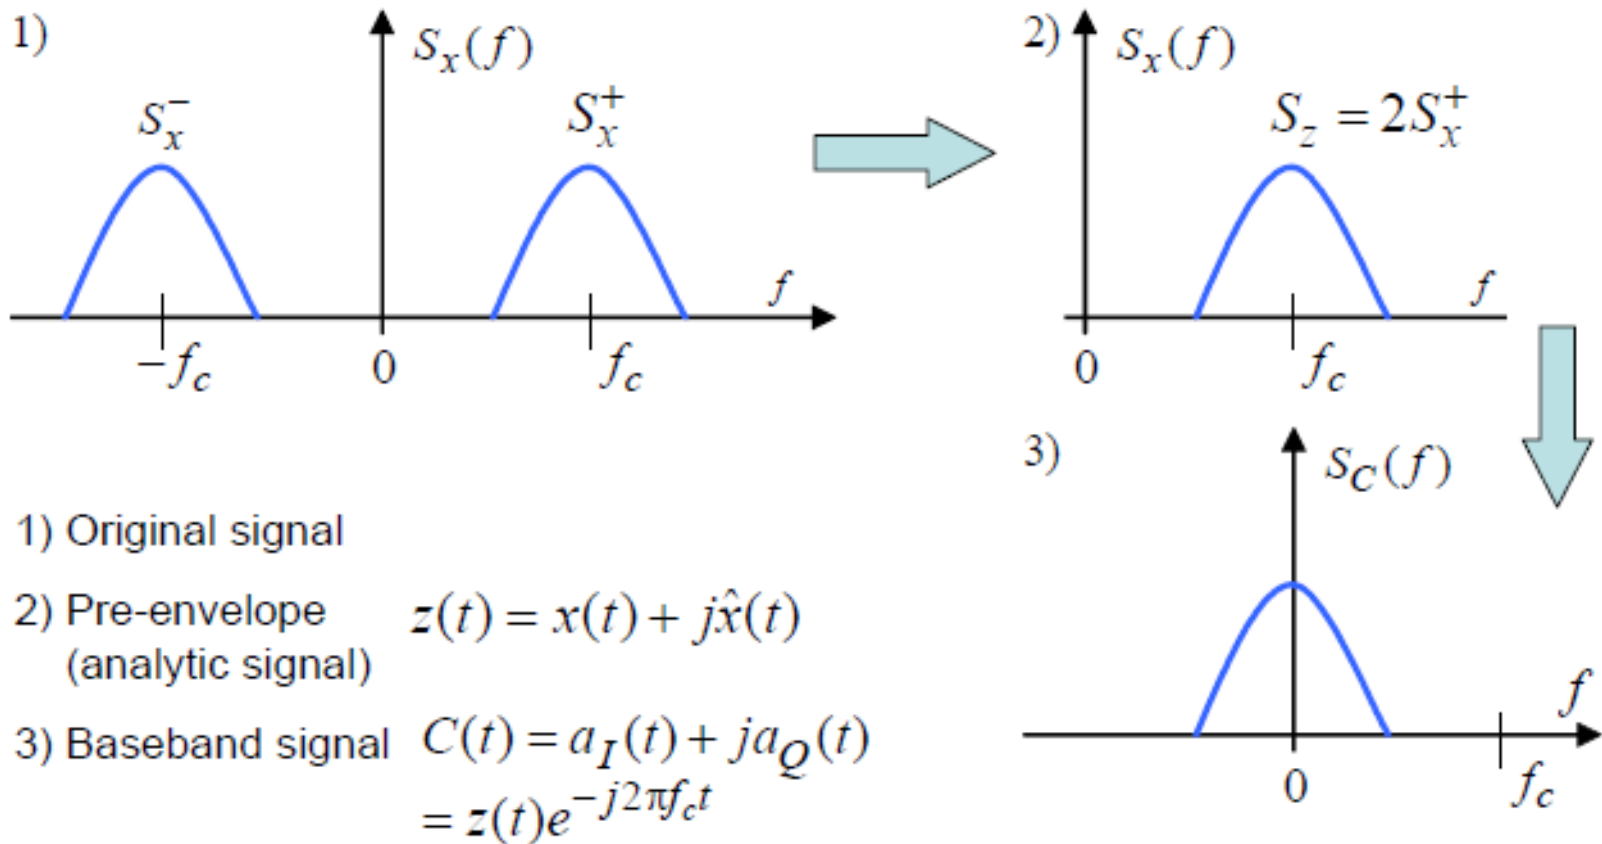 1)
S_x(f)
S_x^-
S_x^+
f
−f_c
0
f_c
2)
S_x(f)
S_z = 2S_x^+
f
0
f_c
3)
S_C(f)
f
0
f_c
1) Original signal
2) Pre-envelope z(t) = x(t) + jx̂(t)
(analytic signal)
3) Baseband signal C(t) = a_I(t) + ja_Q(t)
= z(t)e^{−j2πf_ct}